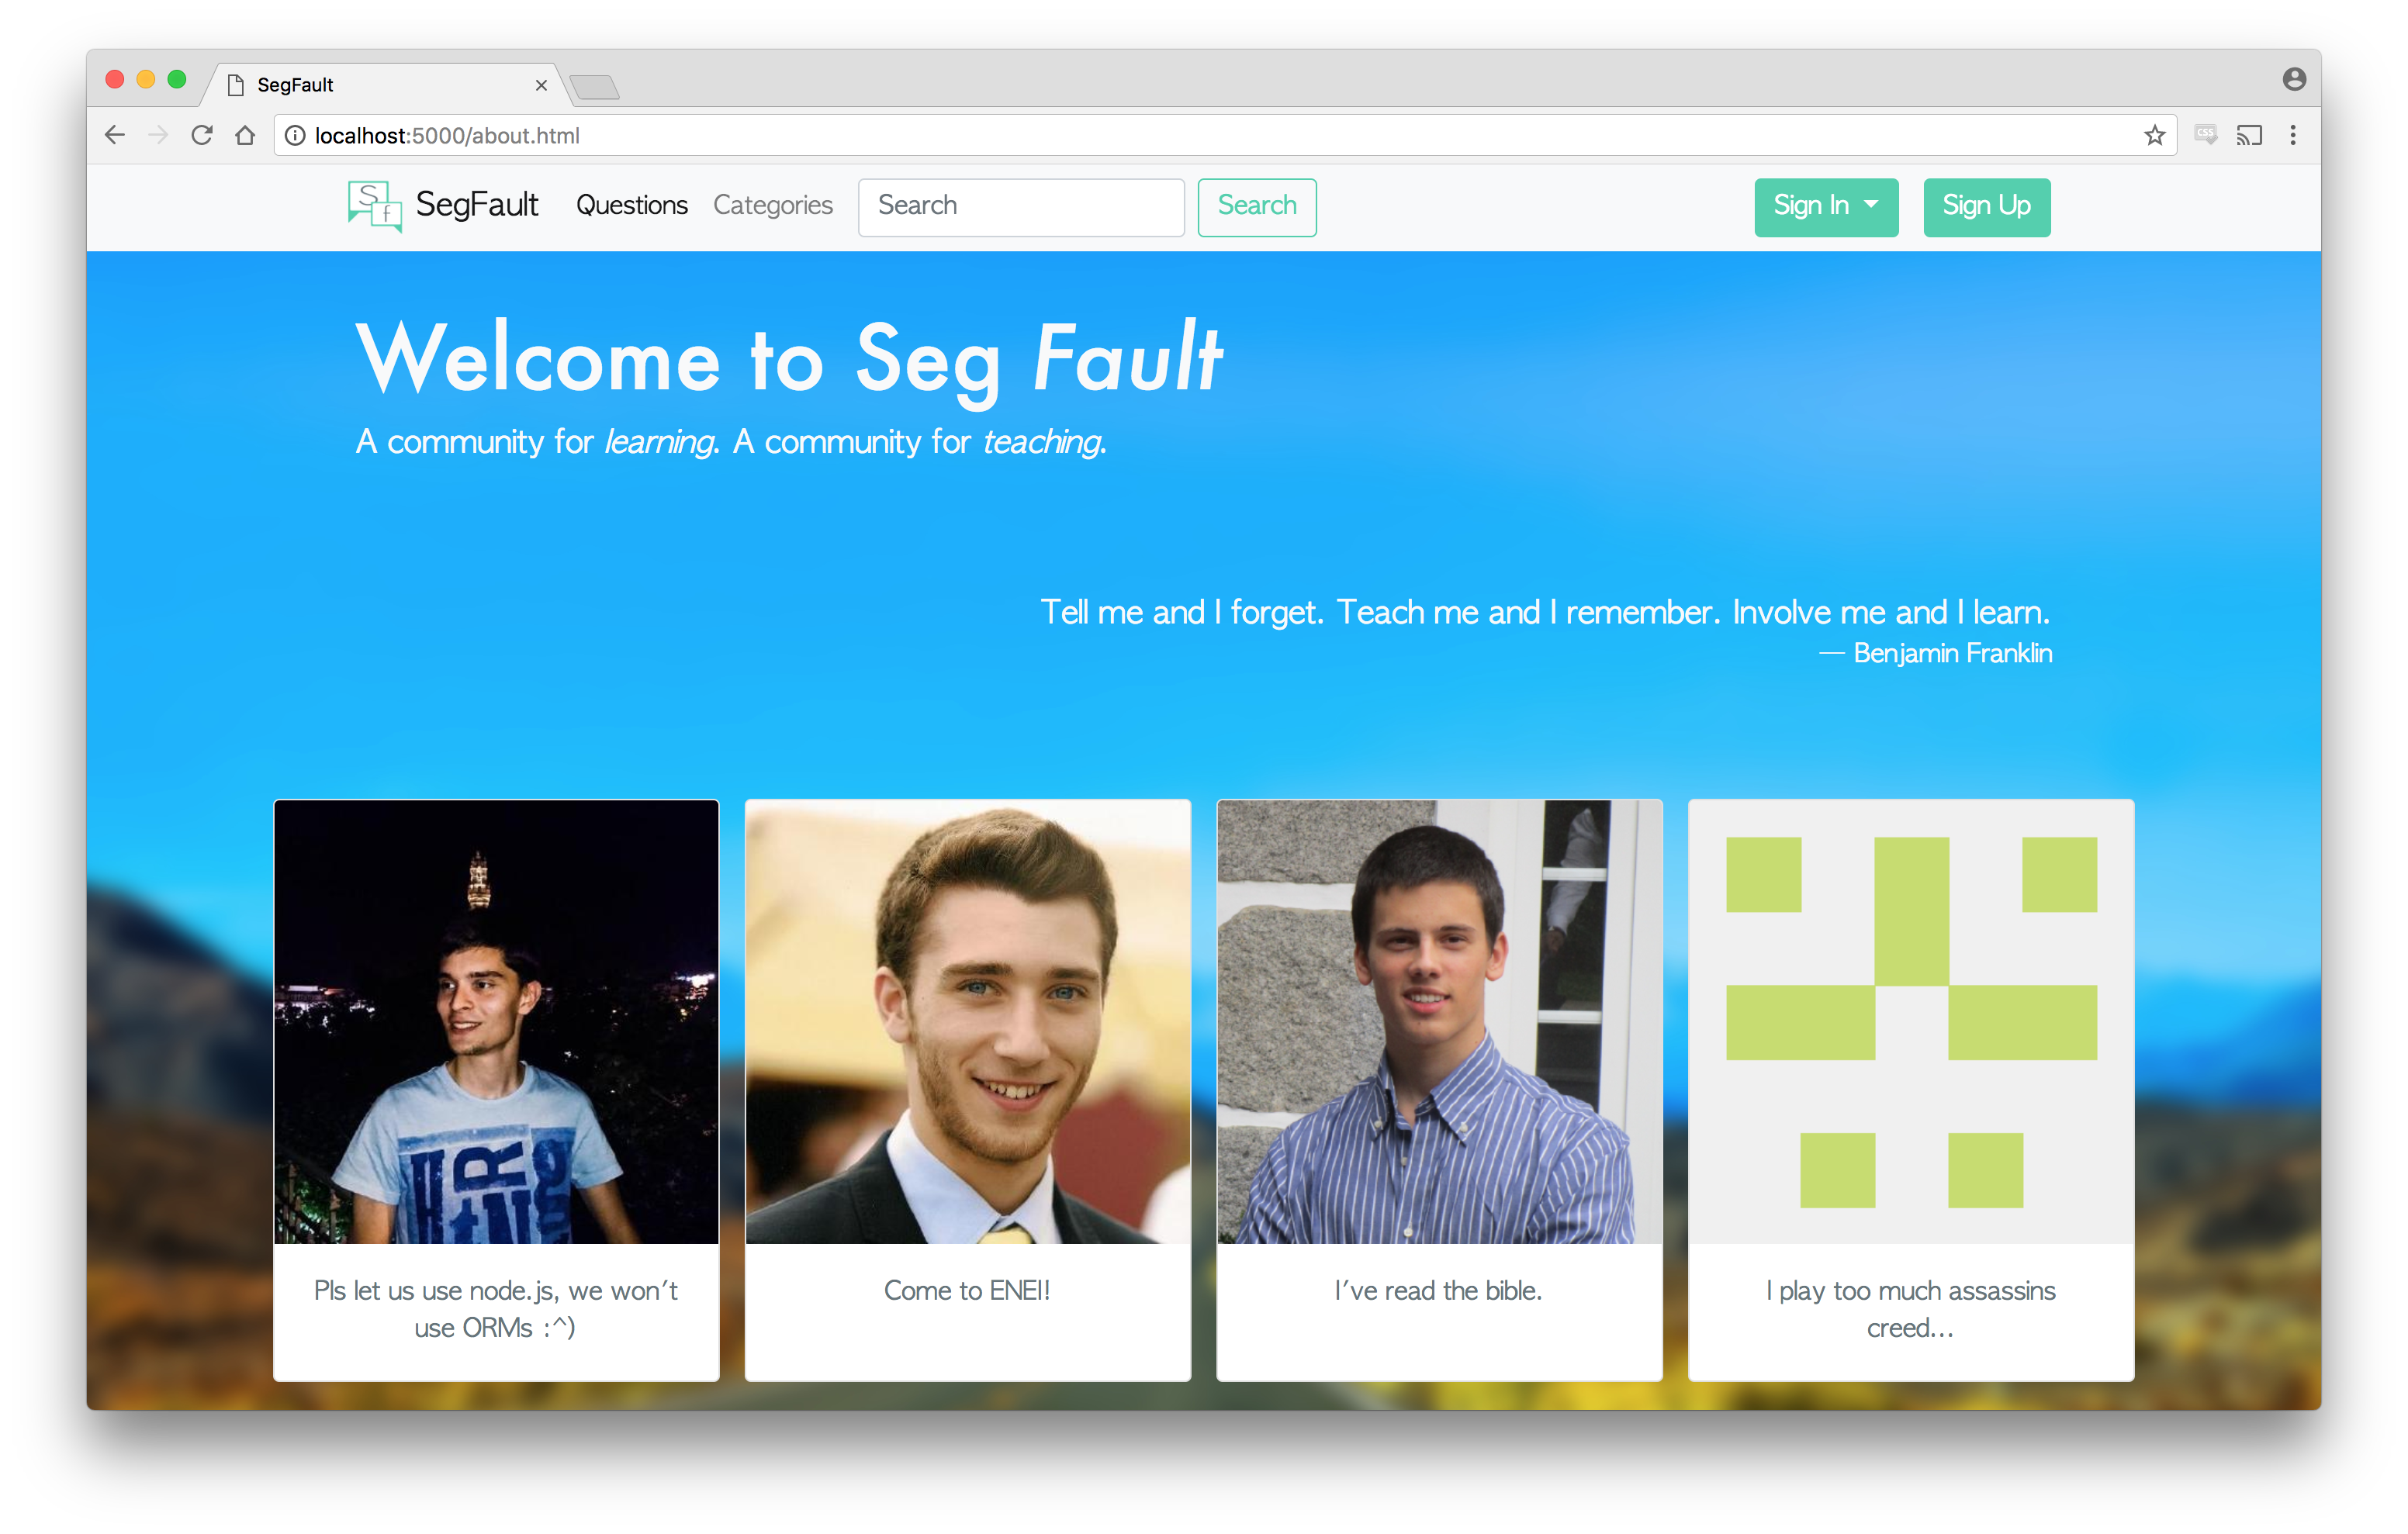 SegFault
localhost:5000/about.html
CSS
S
f
SegFault Questions Categories Search Search Sign In Sign Up
Welcome to Seg Fault
A community for learning. A community for teaching.
Tell me and I forget. Teach me and I remember. Involve me and I learn.
— Benjamin Franklin
Pls let us use node.js, we won't
use ORMs :^)
Come to ENEI!
I've read the bible.
I play too much assassins
creed...